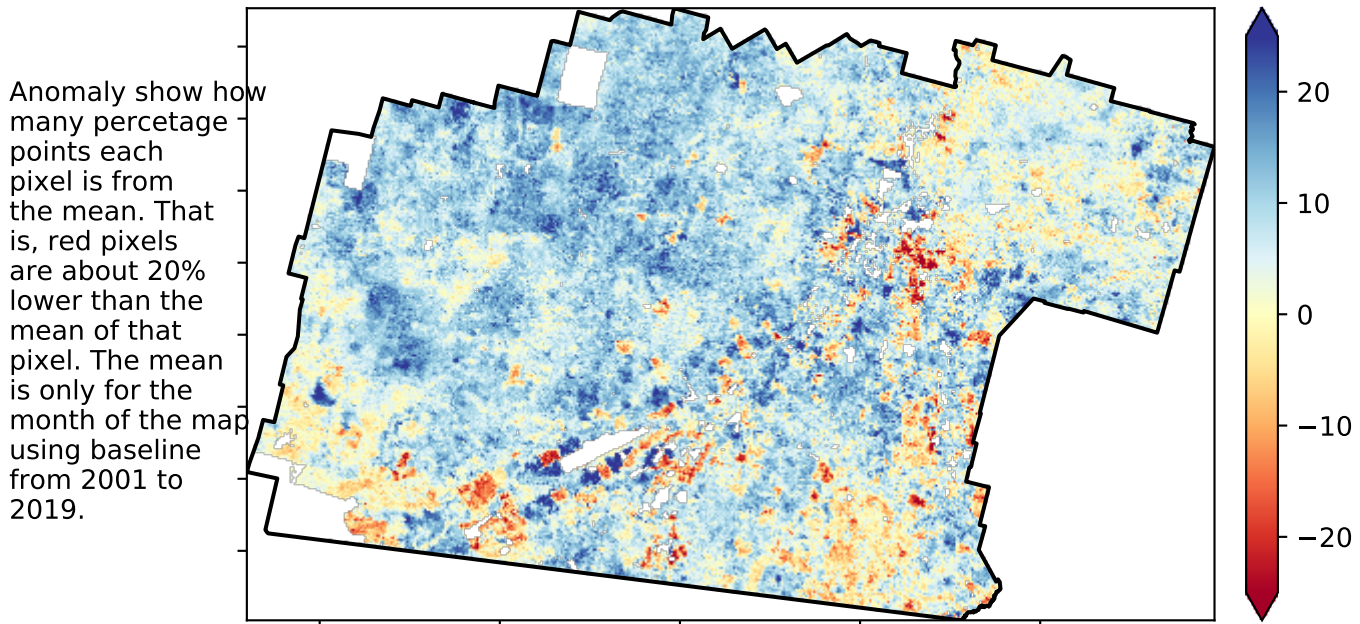 Anomaly show how
many percetage
points each
pixel is from
the mean. That
is, red pixels
are about 20%
lower than the
mean of that
pixel. The mean
is only for the
month of the map
using baseline
from 2001 to
2019.
20
10
0
−10
−20